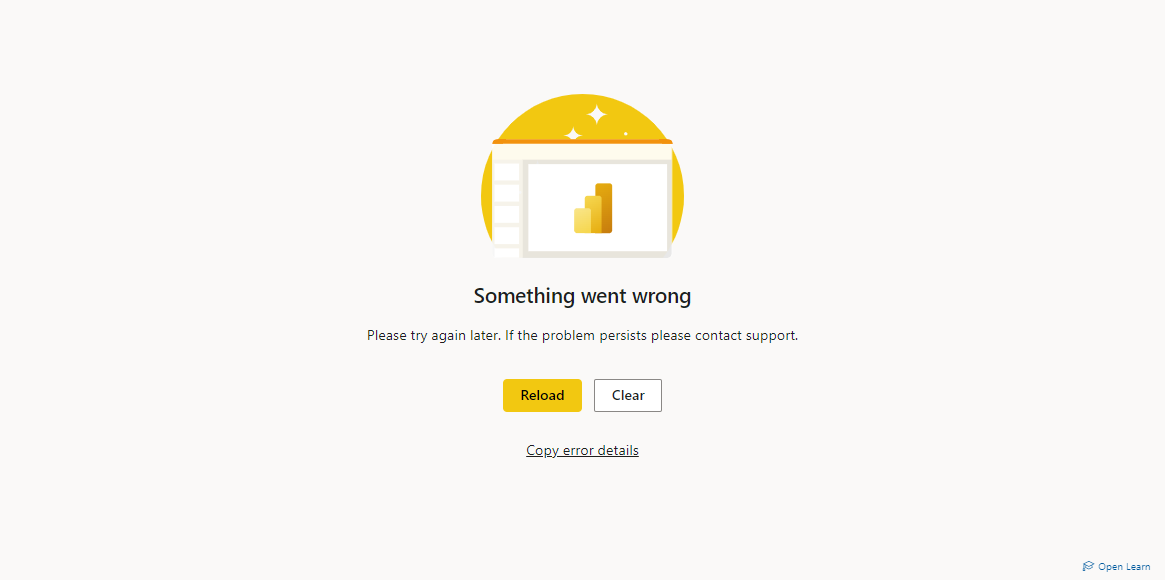 Something went wrong
Please try again later. If the problem persists please contact support.
Reload
Clear
Copy error details
Open Learn